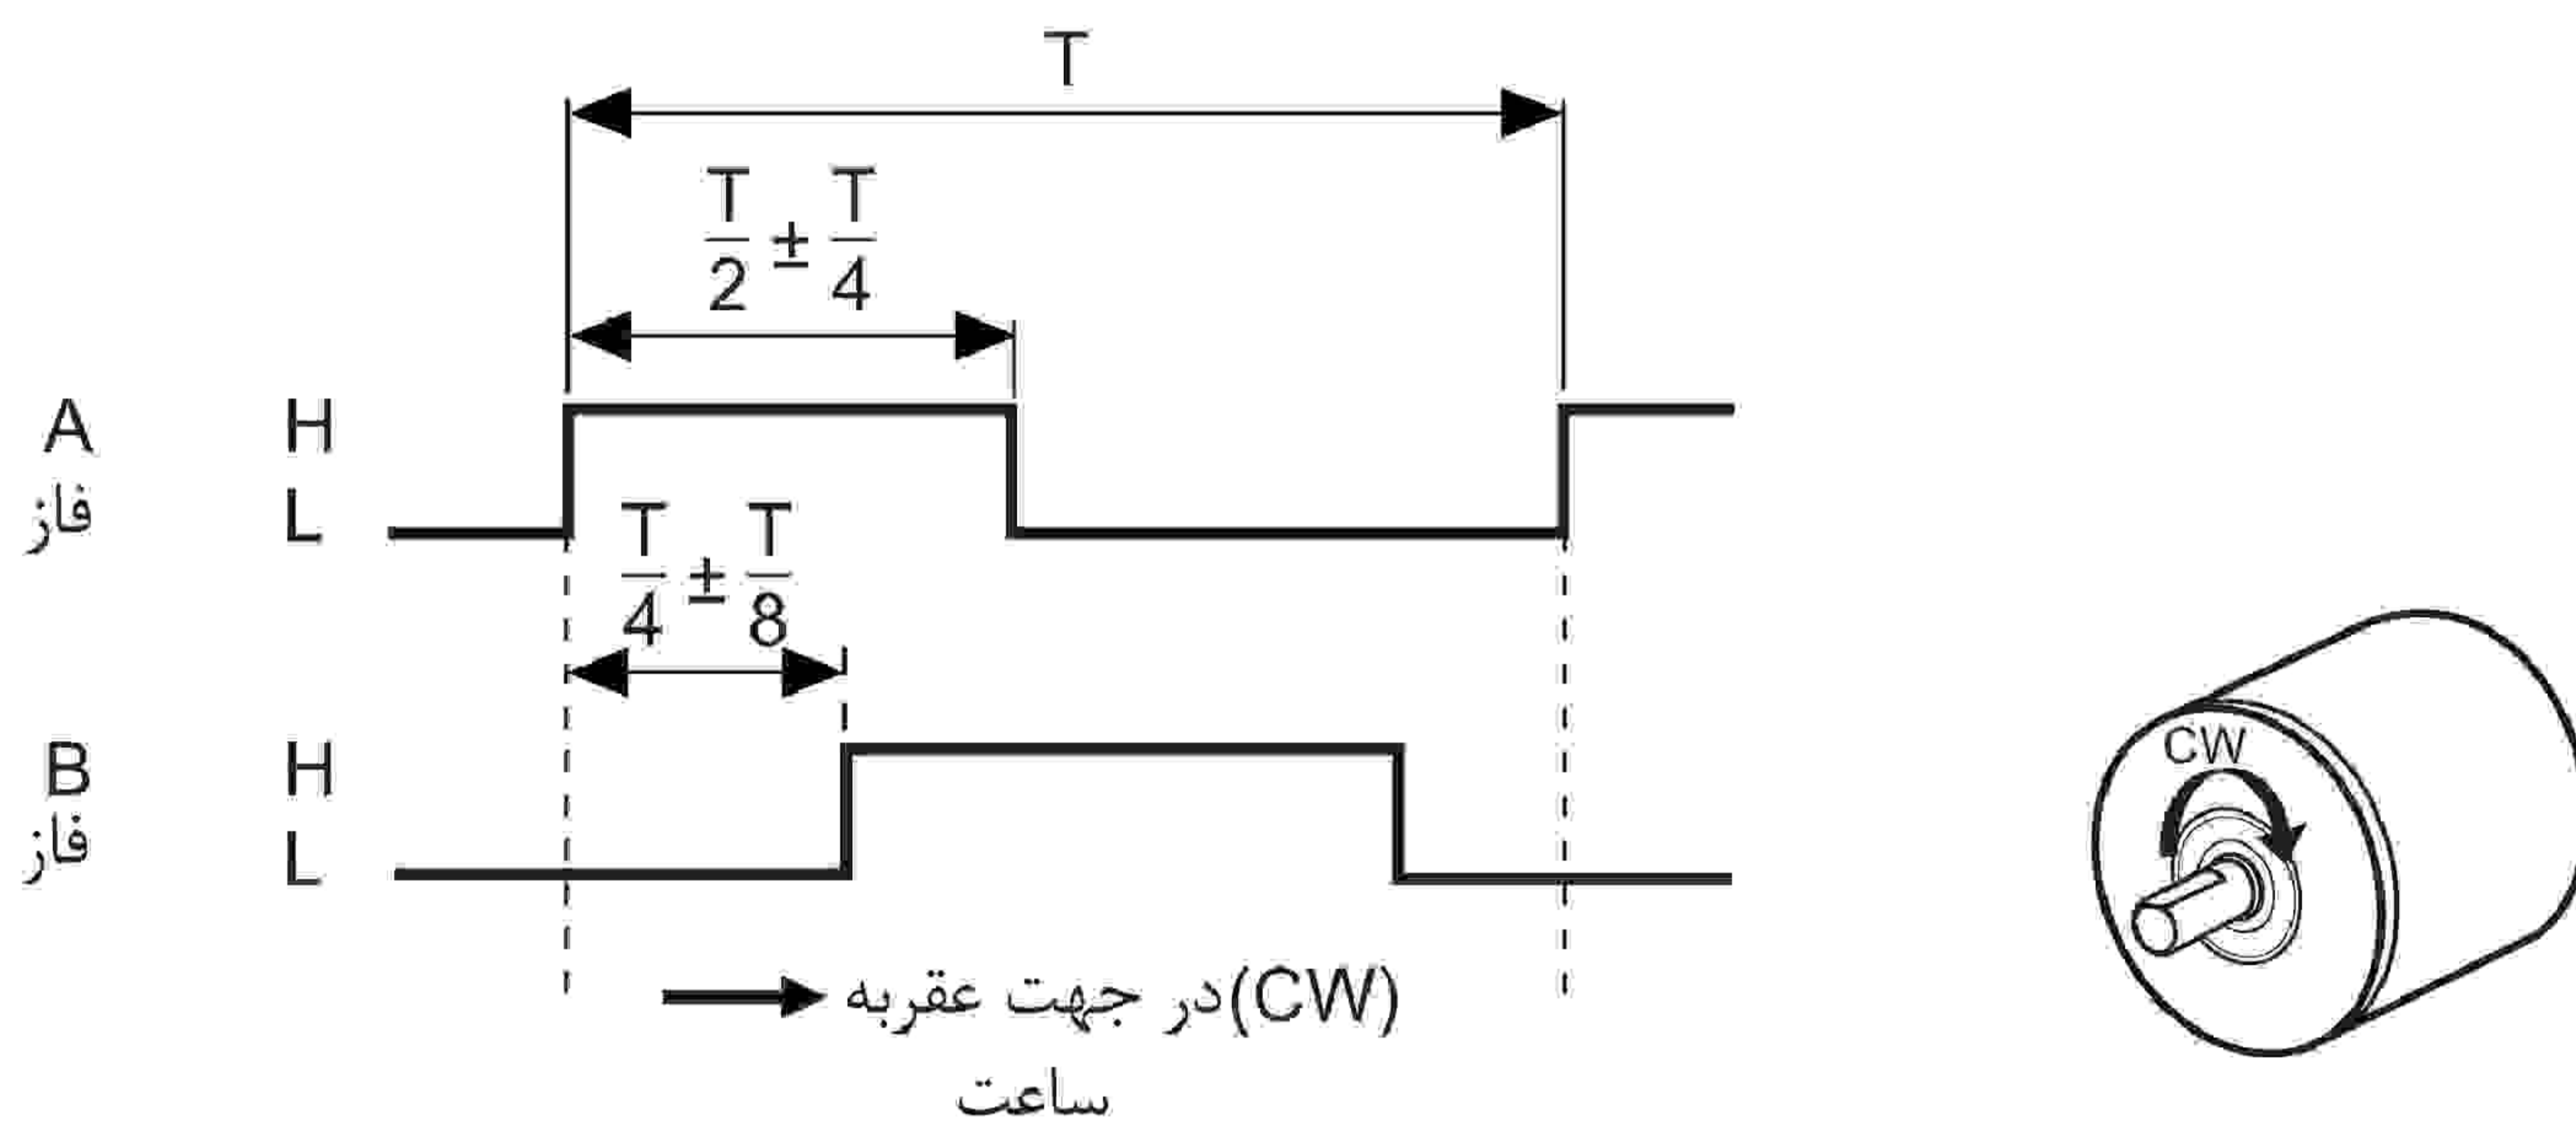 T
T/2 ± T/4
A H
فاز L
T/4 ± T/8
B H
فاز L
CW
در جهت عقربه (CW)
ساعت